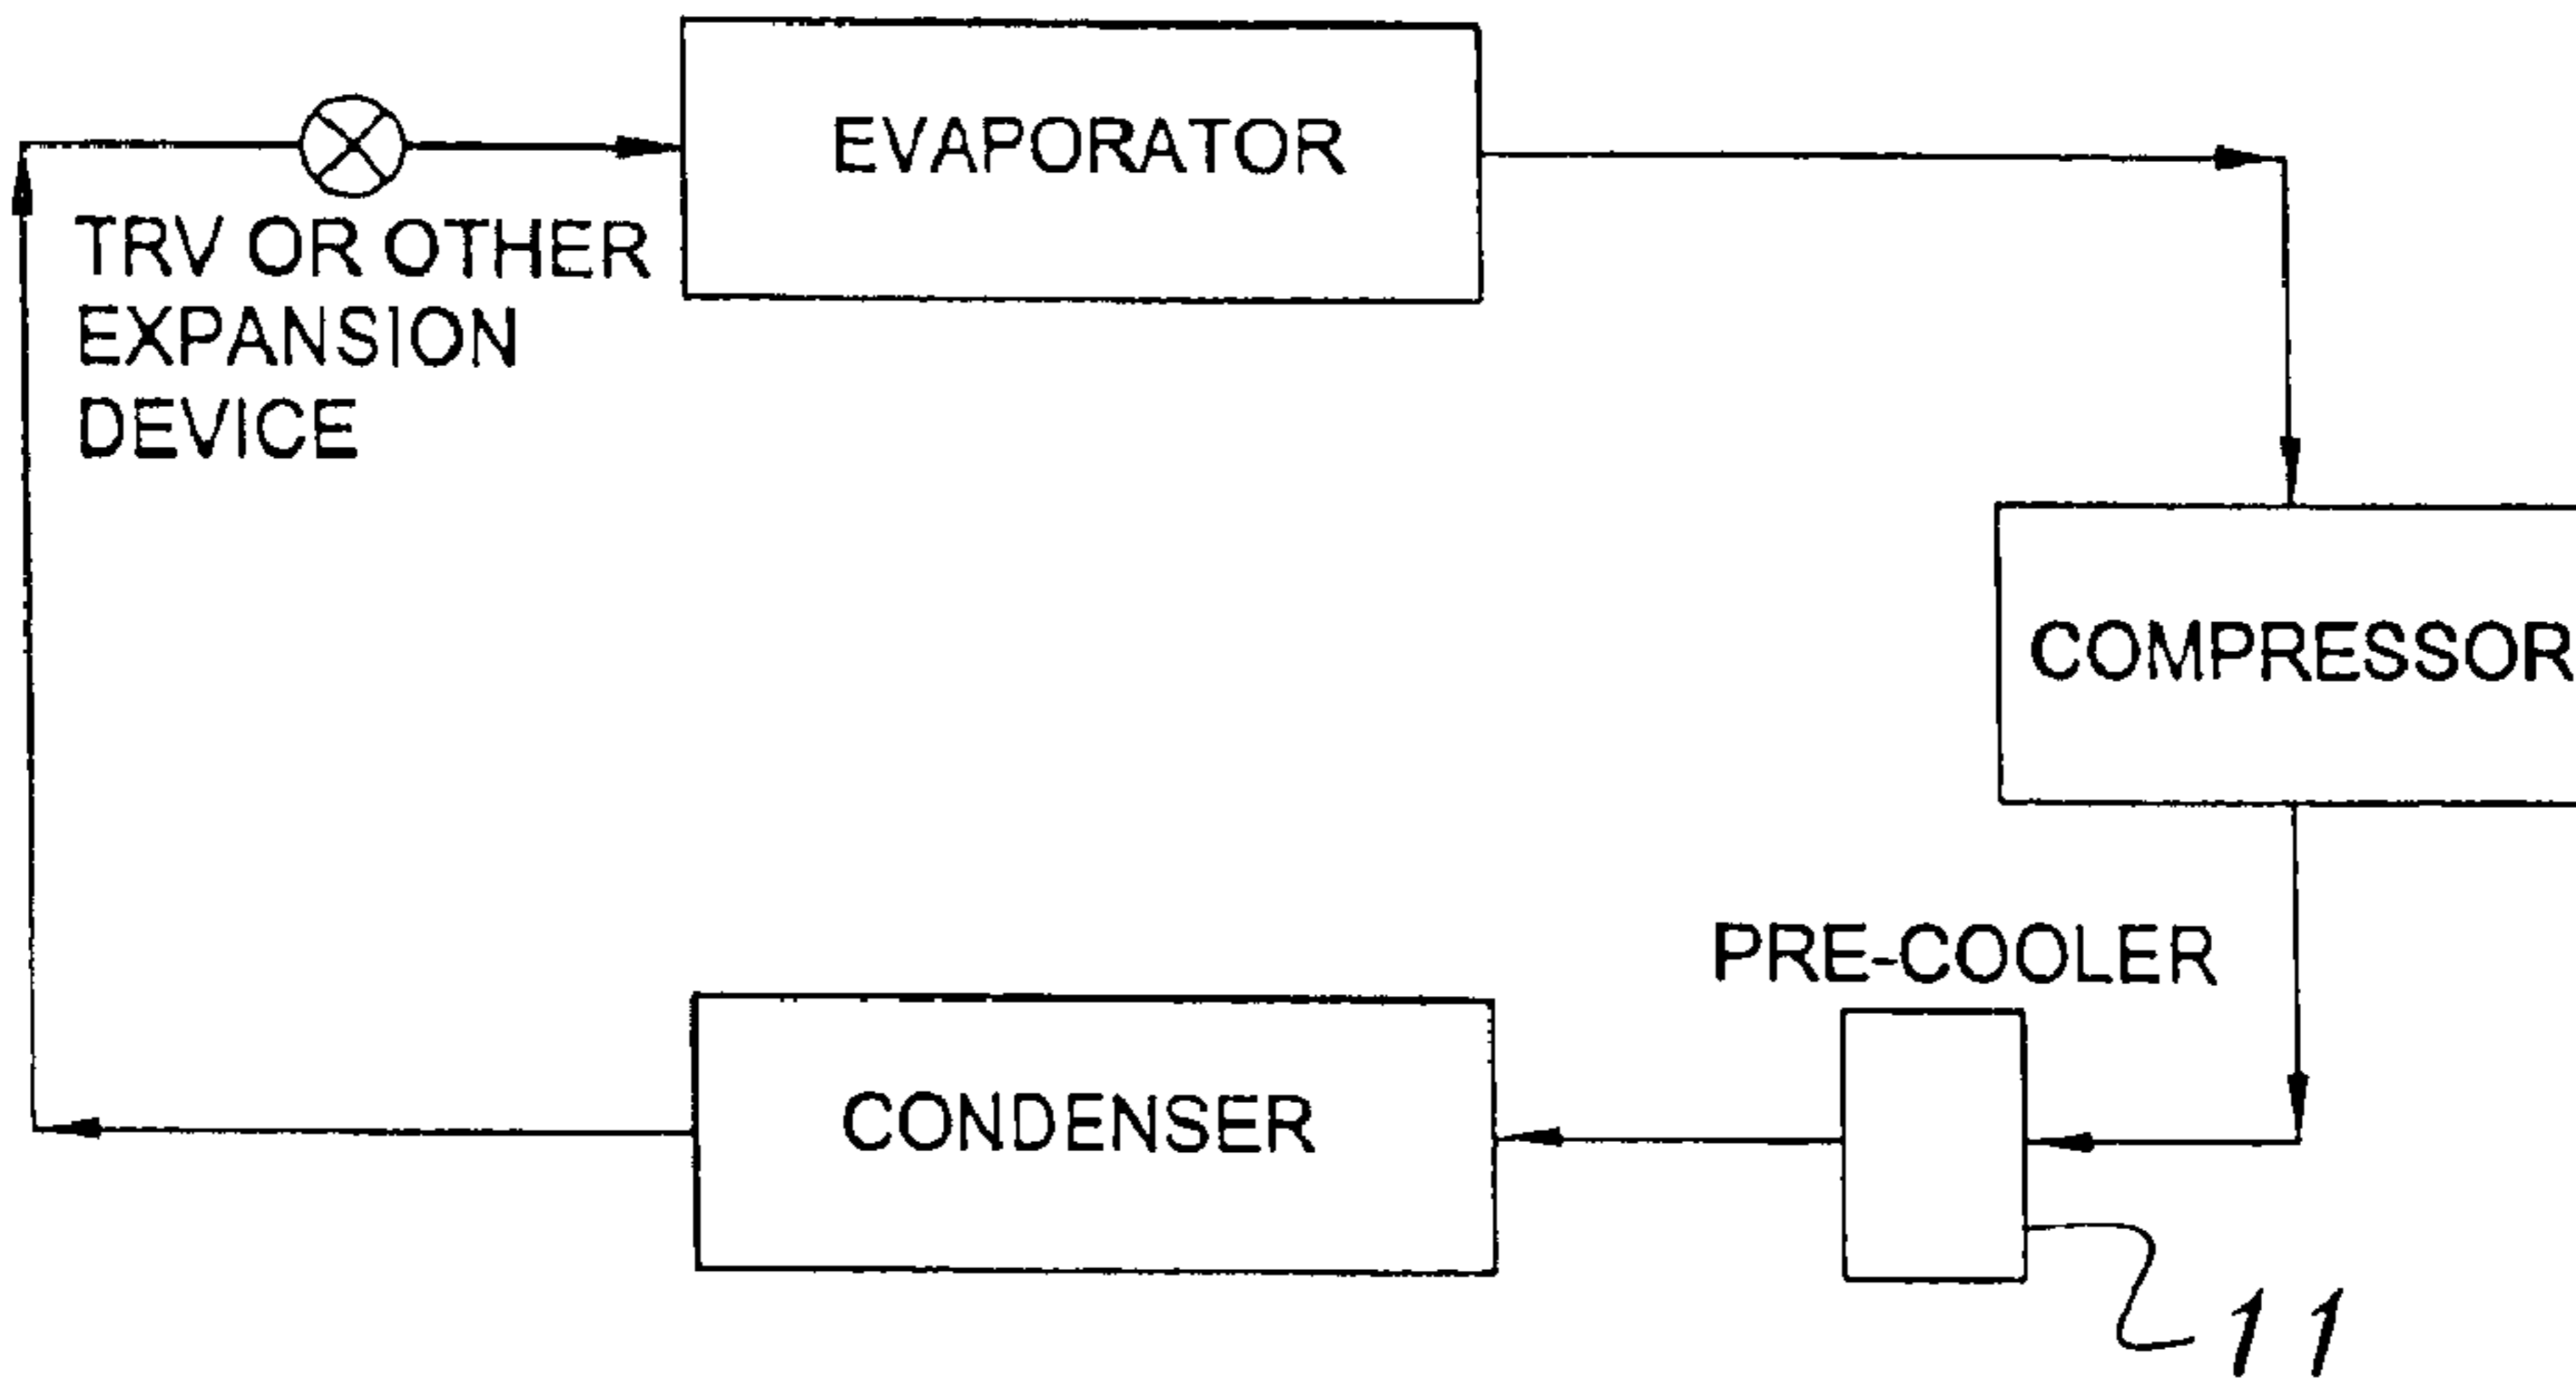 EVAPORATOR
TRV OR OTHER
EXPANSION
DEVICE
COMPRESSOR
PRE-COOLER
CONDENSER
11